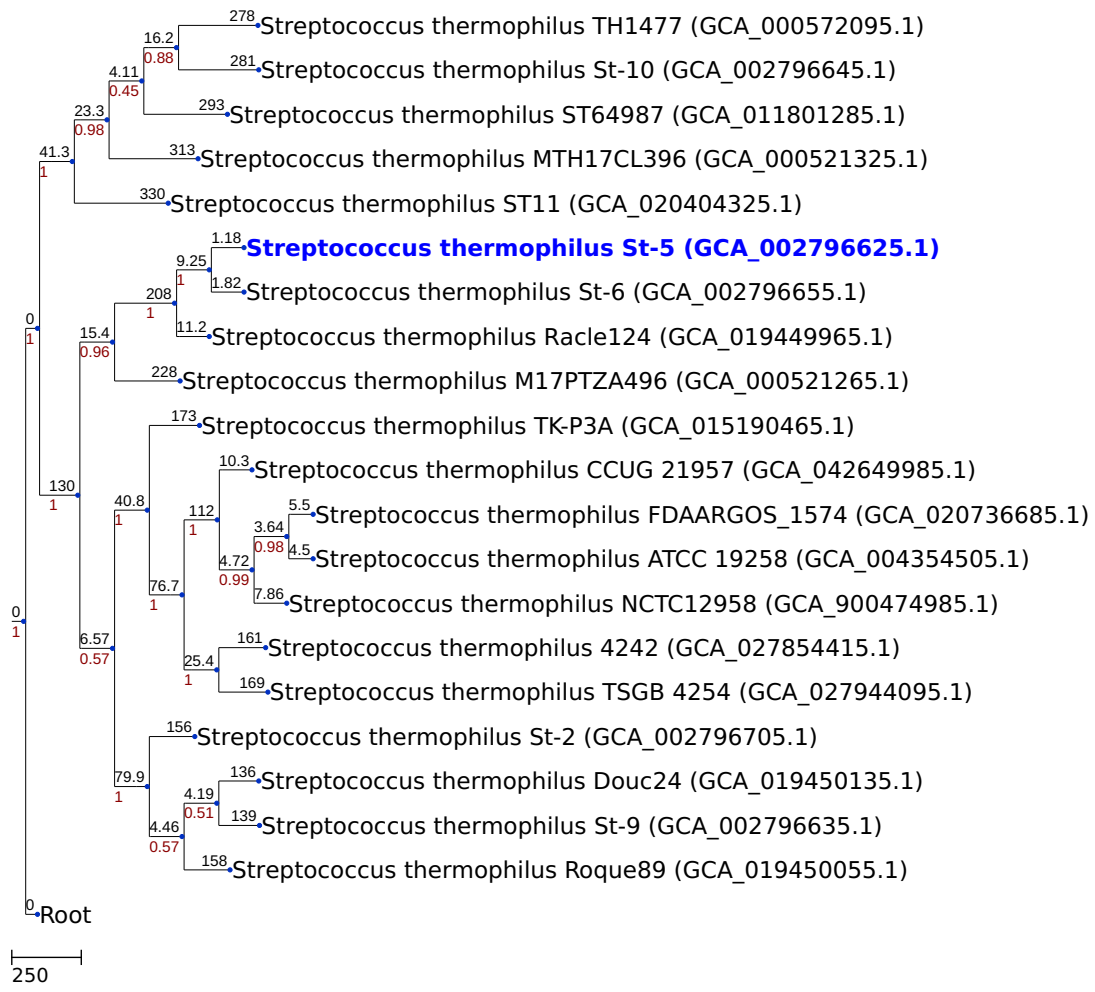 278
Streptococcus thermophilus TH1477 (GCA_000572095.1)
16.2
0.88
281
Streptococcus thermophilus St-10 (GCA_002796645.1)
4.11
0.45
293
Streptococcus thermophilus ST64987 (GCA_011801285.1)
23.3
0.98
313
Streptococcus thermophilus MTH17CL396 (GCA_000521325.1)
41.3
1
330
Streptococcus thermophilus ST11 (GCA_020404325.1)
1.18
Streptococcus thermophilus St-5 (GCA_002796625.1)
9.25
1
1.82
Streptococcus thermophilus St-6 (GCA_002796655.1)
208
1
11.2
Streptococcus thermophilus Racle124 (GCA_019449965.1)
0
1
15.4
0.96
228
Streptococcus thermophilus M17PTZA496 (GCA_000521265.1)
173
Streptococcus thermophilus TK-P3A (GCA_015190465.1)
10.3
Streptococcus thermophilus CCUG 21957 (GCA_042649985.1)
130
1
40.8
1
112
1
5.5
Streptococcus thermophilus FDAARGOS_1574 (GCA_020736685.1)
3.64
0.98
4.5
Streptococcus thermophilus ATCC 19258 (GCA_004354505.1)
4.72
0.99
76.7
1
7.86
Streptococcus thermophilus NCTC12958 (GCA_900474985.1)
0
1
6.57
0.57
161
Streptococcus thermophilus 4242 (GCA_027854415.1)
25.4
1
169
Streptococcus thermophilus TSGB 4254 (GCA_027944095.1)
156
Streptococcus thermophilus St-2 (GCA_002796705.1)
79.9
1
136
Streptococcus thermophilus Douc24 (GCA_019450135.1)
4.19
0.51
139
Streptococcus thermophilus St-9 (GCA_002796635.1)
4.46
0.57
158
Streptococcus thermophilus Roque89 (GCA_019450055.1)
0
Root
250